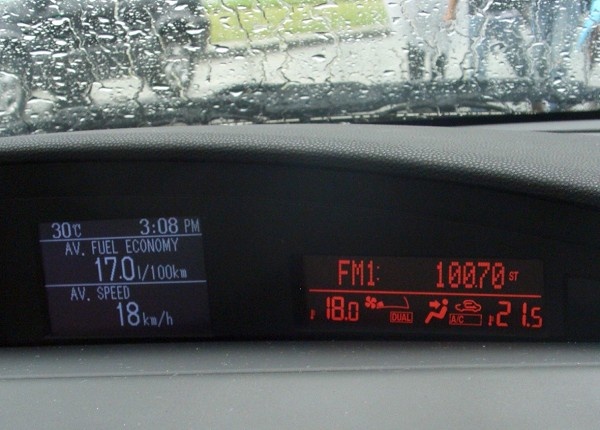 30℃ 3:08 PM
AV. FUEL ECONOMY
17.0 l/100km
AV. SPEED
18 km/h
FM1: 100.70 ST
18.0 DUAL A/C 21.5